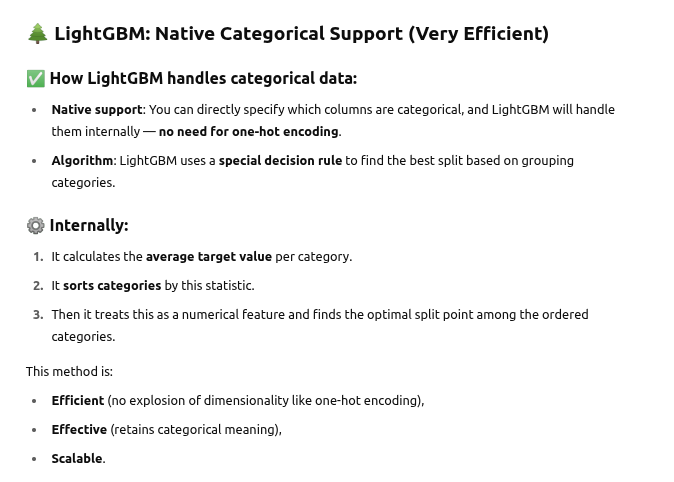 🌲 LightGBM: Native Categorical Support (Very Efficient)
✅ How LightGBM handles categorical data:
• Native support: You can directly specify which columns are categorical, and LightGBM will handle
them internally — no need for one-hot encoding.
• Algorithm: LightGBM uses a special decision rule to find the best split based on grouping
categories.
⚙️ Internally:
1. It calculates the average target value per category.
2. It sorts categories by this statistic.
3. Then it treats this as a numerical feature and finds the optimal split point among the ordered
categories.
This method is:
• Efficient (no explosion of dimensionality like one-hot encoding),
• Effective (retains categorical meaning),
• Scalable.